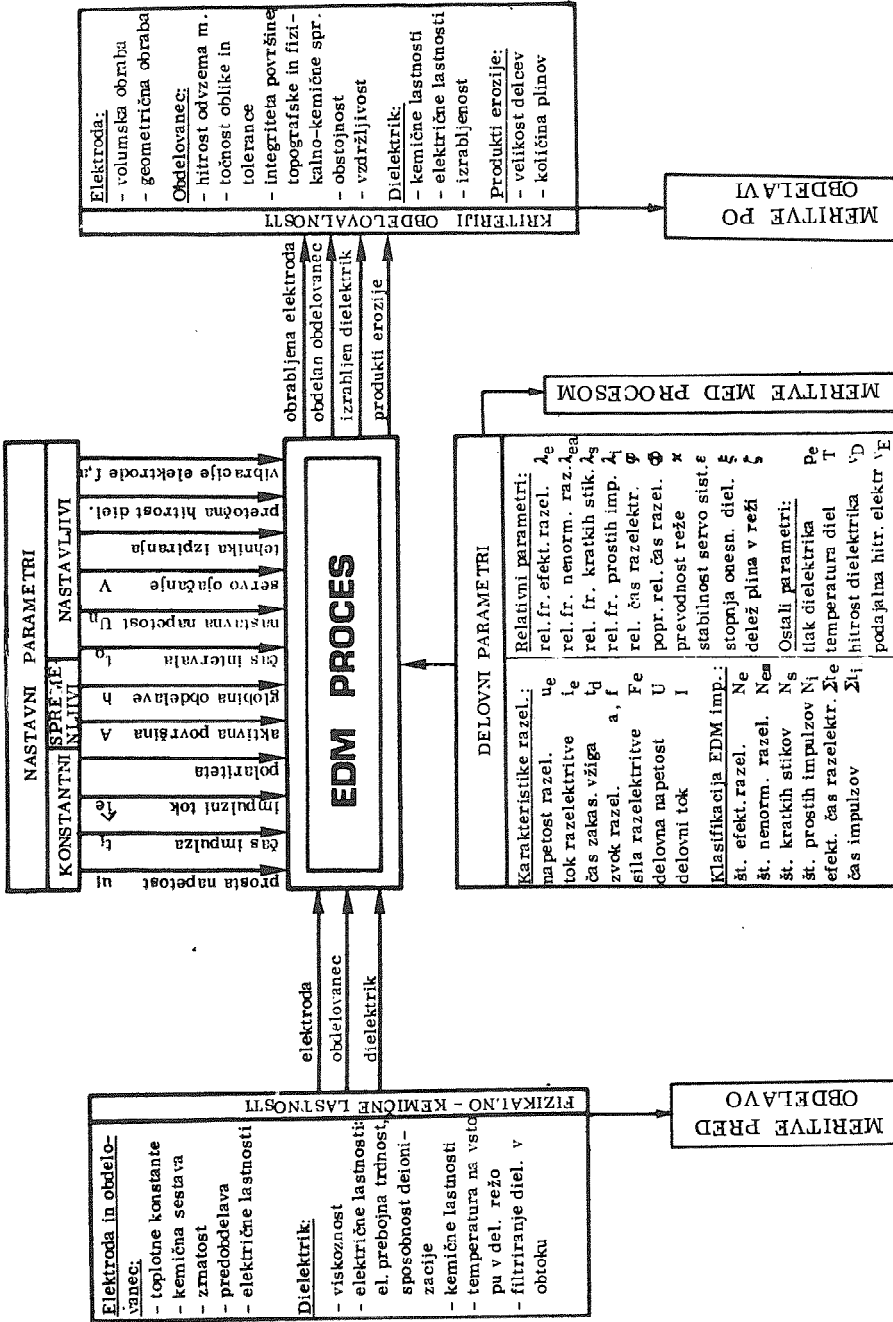 NASTAVNI PARAMETRI
KONSTANTNI
SPREME
NLJIVI
NASTAVLJIVI
prosta napetost ui
čas impulza ti
impulzni tok îe
polariteta
aktivna površina A
globina obdelave h
čas intervala to
nastavna napetost Un
servo ojačanje V
tehnika izpiranja
pretočna hitrost diel.
vibracije elektrode f,a
Elektroda in obdelo-
vanec:
- toplotne konstante
- kemična sestava
- zrnatost
- predobdelava
- električne lastnosti
Dielektrik:
- viskoznost
- električne lastnosti:
el. prebojna trdnost,
sposobnost deioni-
zacije
- kemične lastnosti
- temperatura na vsto
pu v del. režo
- filtriranje diel. v
obtoku
FIZIKALNO - KEMIČNE LASTNOSTI
MERITVE PRED
OBDELAVO
elektroda
obdelovanec
dielektrik
EDM PROCES
obrabljena elektroda
obdelan obdelovanec
izrabljen dielektrik
produkti erozije
KRITERIJI OBDELOVALNOSTI
Elektroda:
- volumska obraba
- geometrična obraba
Obdelovanec:
- hitrost odvzema m.
- točnost oblike in
tolerance
- integriteta površine
topografske in fizi-
kalno-kemične spr.
- obstojnost
- vzdržljivost
Dielektrik:
- kemične lastnosti
- električne lastnosti
- izrabljenost
Produkti erozije:
- velikost delcev
- količina plinov
MERITVE PO
OBDELAVI
DELOVNI PARAMETRI
Karakteristike razel.:
napetost razel. ue
tok razelektritve ie
čas zakas. vžiga td
zvok razel. a, f
sila razelektritve Fe
delovna napetost U
delovni tok I
Klasifikacija EDM imp.:
št. efekt. razel. Ne
št. nenorm. razel. Nea
št. kratkih stikov Ns
št. prostih impulzov Ni
efekt. čas razelektr. Σte
čas impulzov Σti
Relativni parametri:
rel. fr. efekt. razel. λe
rel. fr. nenorm. raz. λea
rel. fr. kratkih stik. λs
rel. fr. prostih imp. λi
rel. čas razelektr. φ
popr. rel. čas razel. Φ
prevodnost reže ϰ
stabilnost servo sist. ε
stopnja onesn. diel. ξ
delež plina v reži ζ
Ostali parametri:
tlak dielektrika Pe
temperatura diel T
hitrost dielektrika vD
podajalna hitr. elektr vE
MERITVE MED PROCESOM